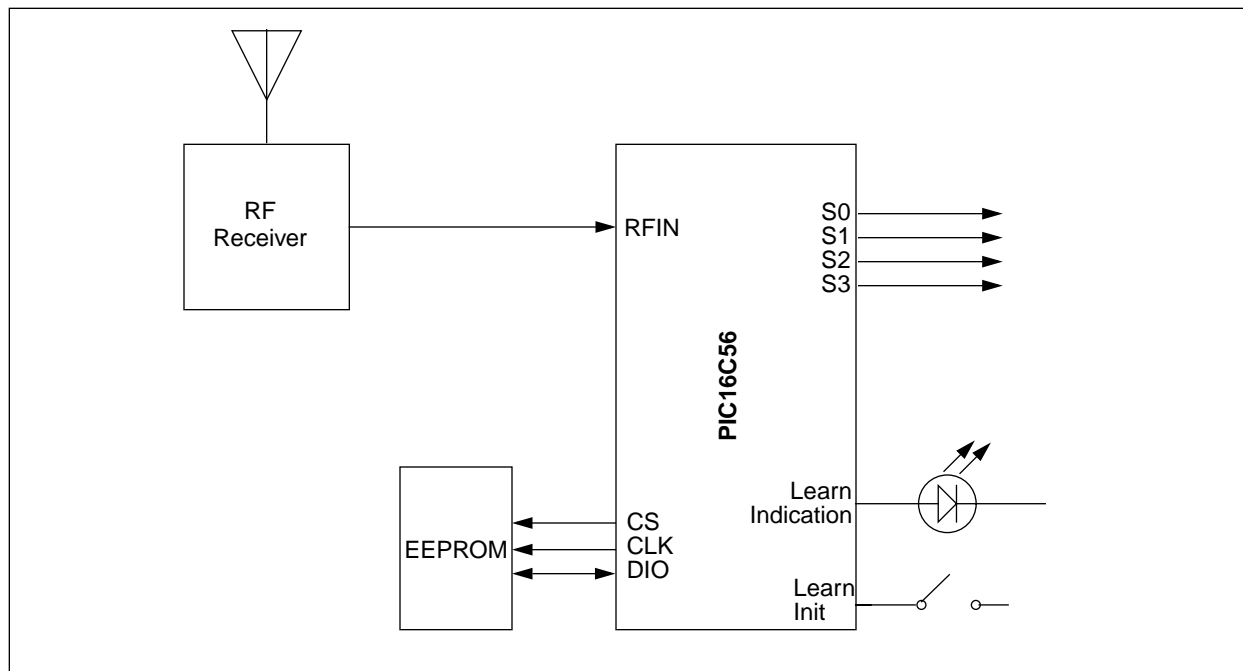 RF
Receiver
RFIN
S0
S1
S2
S3
PIC16C56
Learn
Indication
EEPROM
CS
CLK
DIO
Learn
Init